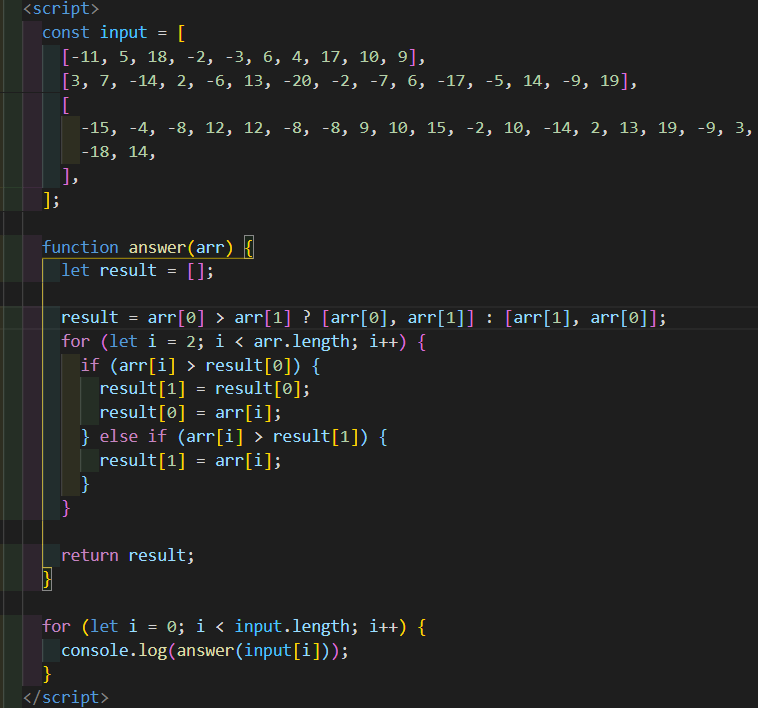 <script>
const input = [
[-11, 5, 18, -2, -3, 6, 4, 17, 10, 9],
[3, 7, -14, 2, -6, 13, -20, -2, -7, 6, -17, -5, 14, -9, 19],
[
-15, -4, -8, 12, 12, -8, -8, 9, 10, 15, -2, 10, -14, 2, 13, 19, -9, 3,
-18, 14,
],
];
function answer(arr) {
let result = [];
result = arr[0] > arr[1] ? [arr[0], arr[1]] : [arr[1], arr[0]];
for (let i = 2; i < arr.length; i++) {
if (arr[i] > result[0]) {
result[1] = result[0];
result[0] = arr[i];
} else if (arr[i] > result[1]) {
result[1] = arr[i];
}
}
return result;
}
for (let i = 0; i < input.length; i++) {
console.log(answer(input[i]));
}
</script>